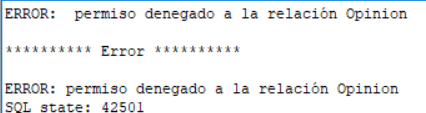 ERROR:  permiso denegado a la relación Opinion
********** Error **********
ERROR: permiso denegado a la relación Opinion
SQL state: 42501